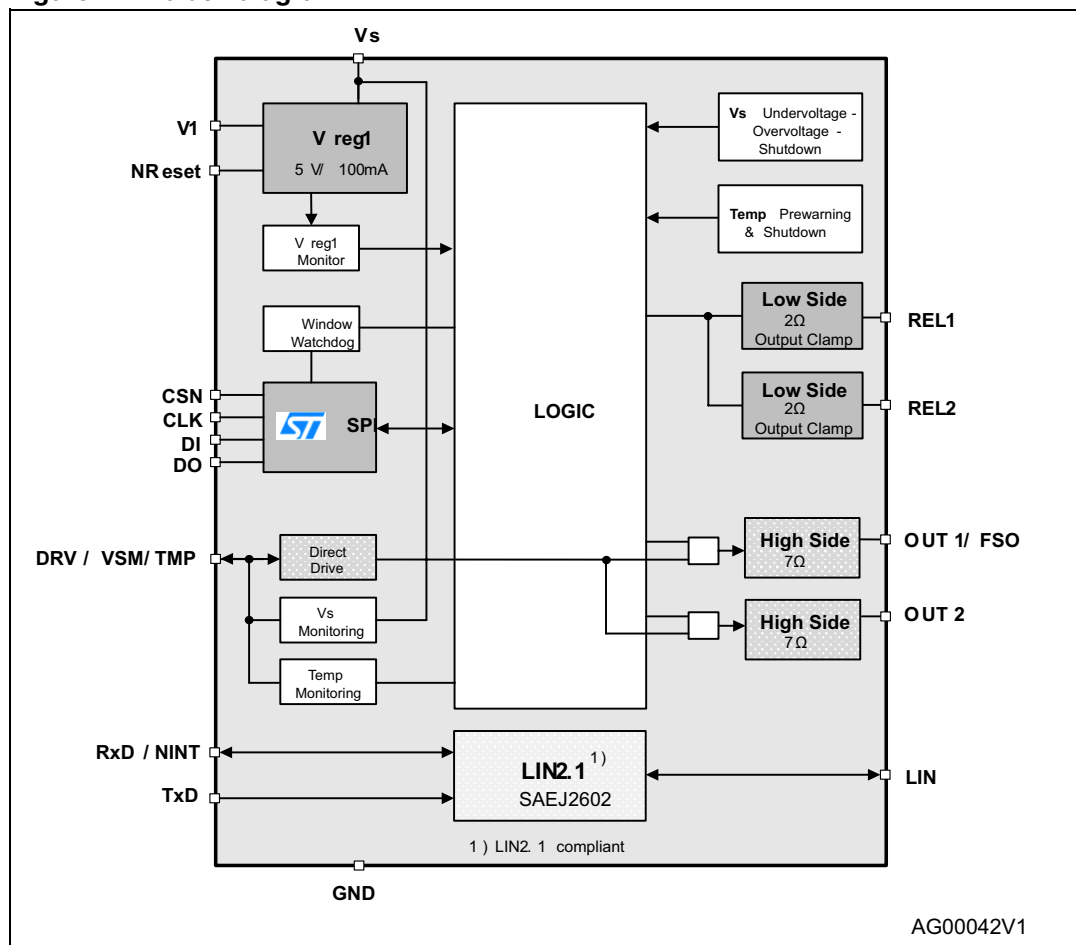 Vs
V1
NR eset
V reg1
5 V/ 100mA
V reg1
Monitor
Window
Watchdog
CSN
CLK
DI
DO
ST
SPI
LOGIC
Vs Undervoltage -
Overvoltage -
Shutdown
Temp Prewarning
& Shutdown
Low Side
2Ω
Output Clamp
REL1
Low Side
2Ω
Output Clamp
REL2
DRV / VSM/ TMP
Direct
Drive
Vs
Monitoring
Temp
Monitoring
High Side
7Ω
OUT 1/ FSO
High Side
7Ω
OUT 2
RxD / NINT
TxD
LIN2.1 1)
SAEJ2602
LIN
1 ) LIN2. 1 compliant
GND
AG00042V1